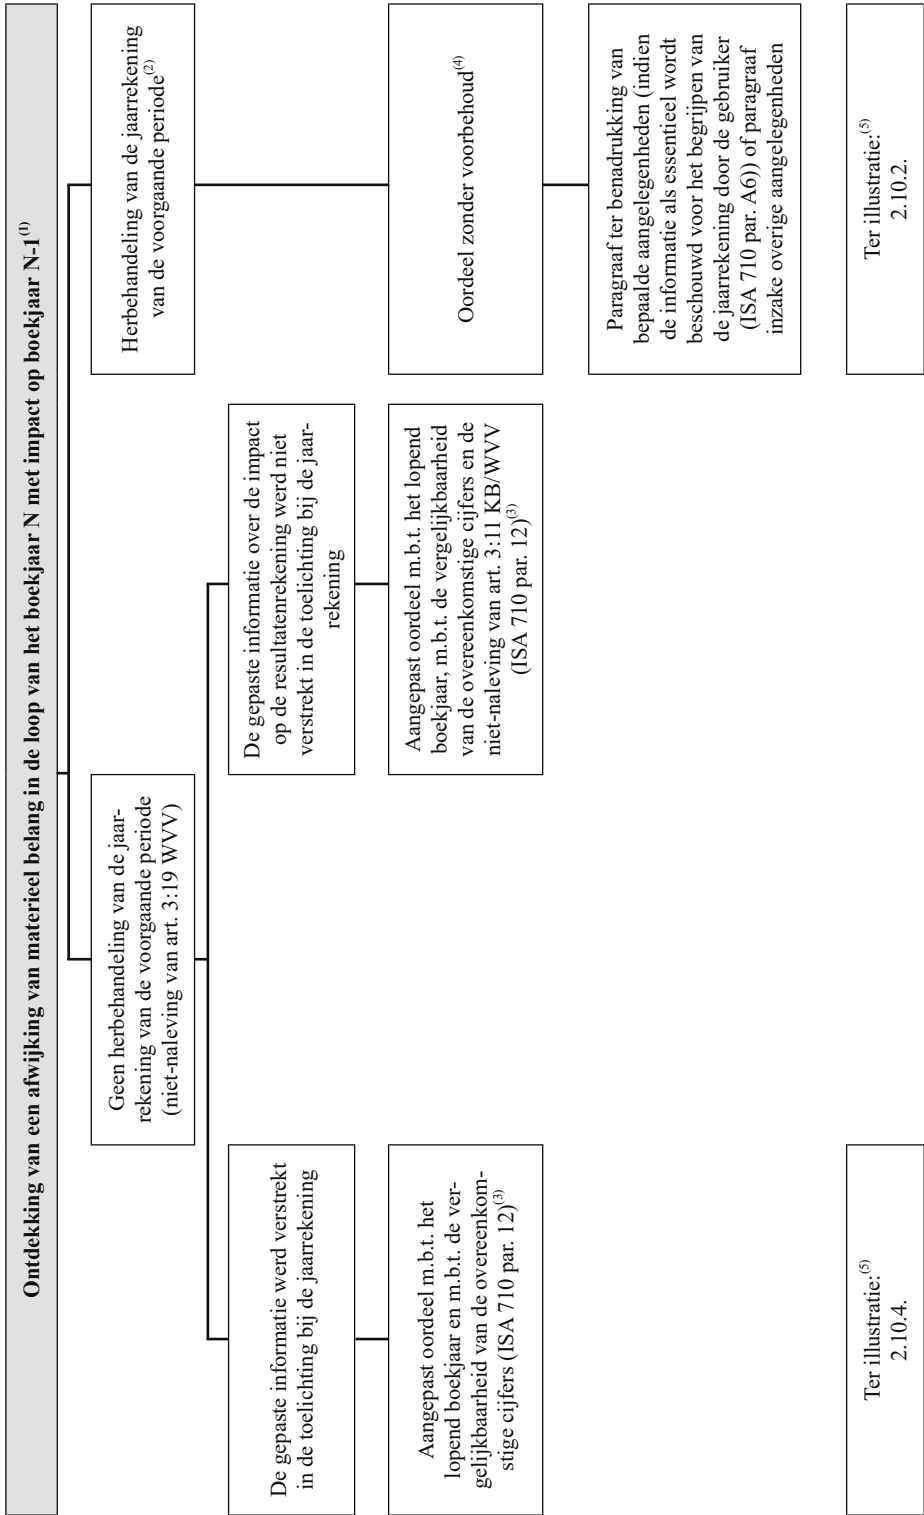 Ontdekking van een afwijking van materieel belang in de loop van het boekjaar N met impact op boekjaar N-1(1)
Geen herbehandeling van de jaar-
rekening van de voorgaande periode
(niet-naleving van art. 3:19 WVV)
Herbehandeling van de jaarrekening
van de voorgaande periode(2)
De gepaste informatie werd verstrekt
in de toelichting bij de jaarrekening
De gepaste informatie over de impact
op de resultatenrekening werd niet
verstrekt in de toelichting bij de jaar-
rekening
Aangepast oordeel m.b.t. het
lopend boekjaar en m.b.t. de ver-
gelijkbaarheid van de overeenkom-
stige cijfers (ISA 710 par. 12)(3)
Aangepast oordeel m.b.t. het lopend
boekjaar, m.b.t. de vergelijkbaarheid
van de overeenkomstige cijfers en de
niet-naleving van art. 3:11 KB/WVV
(ISA 710 par. 12)(3)
Oordeel zonder voorbehoud(4)
Paragraaf ter benadrukking van
bepaalde aangelegenheden (indien
de informatie als essentieel wordt
beschouwd voor het begrijpen van
de jaarrekening door de gebruiker
(ISA 710 par. A6)) of paragraaf
inzake overige aangelegenheden
Ter illustratie:(5)
2.10.4.
Ter illustratie:(5)
2.10.2.